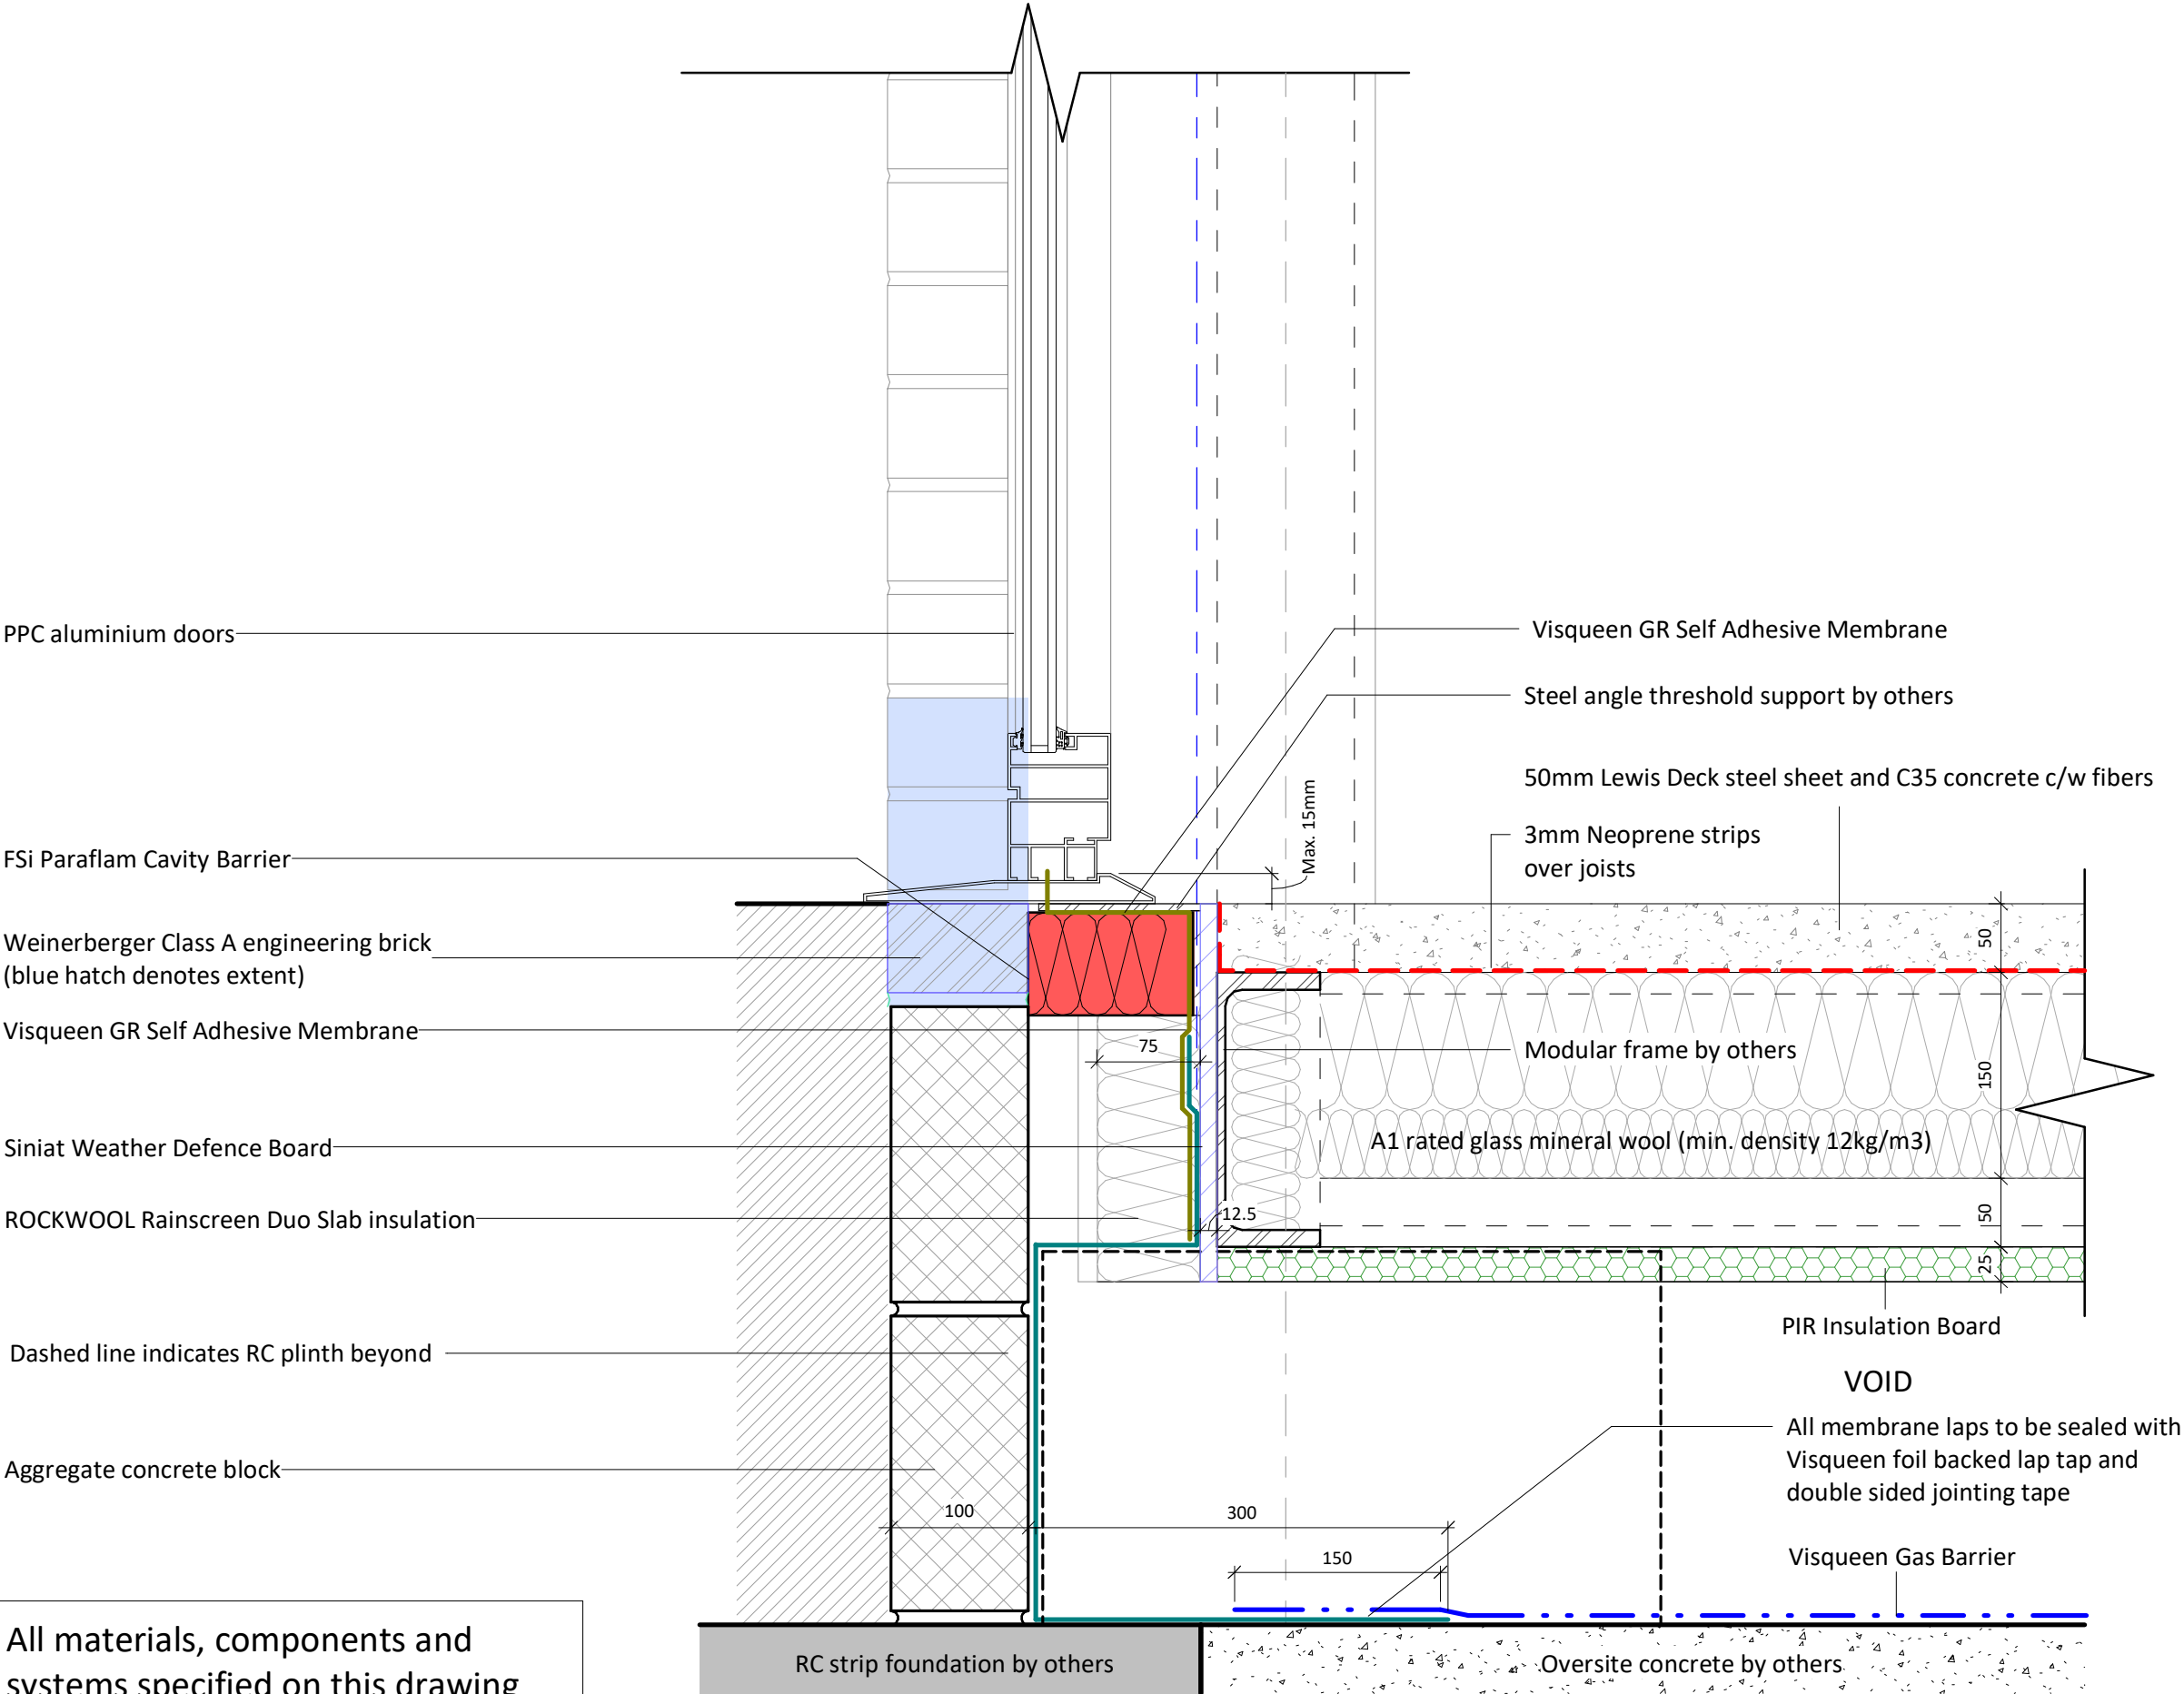 PPC aluminium doors
FSi Paraflam Cavity Barrier
Weinerberger Class A engineering brick
(blue hatch denotes extent)
Visqueen GR Self Adhesive Membrane
Siniat Weather Defence Board
ROCKWOOL Rainscreen Duo Slab insulation
Dashed line indicates RC plinth beyond
Aggregate concrete block
All materials, components and
systems specified on this drawing
Visqueen GR Self Adhesive Membrane
Steel angle threshold support by others
50mm Lewis Deck steel sheet and C35 concrete c/w fibers
3mm Neoprene strips
over joists
Max. 15mm
50
Modular frame by others
75
150
A1 rated glass mineral wool (min. density 12kg/m3)
12.5
50
25
PIR Insulation Board
VOID
All membrane laps to be sealed with
Visqueen foil backed lap tap and
double sided jointing tape
100
300
150
Visqueen Gas Barrier
RC strip foundation by others
Oversite concrete by others